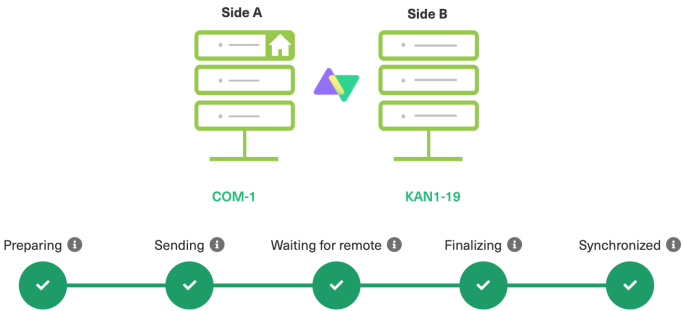 Side A
Side B
COM-1
KAN1-19
Preparing
Sending
Waiting for remote
Finalizing
Synchronized